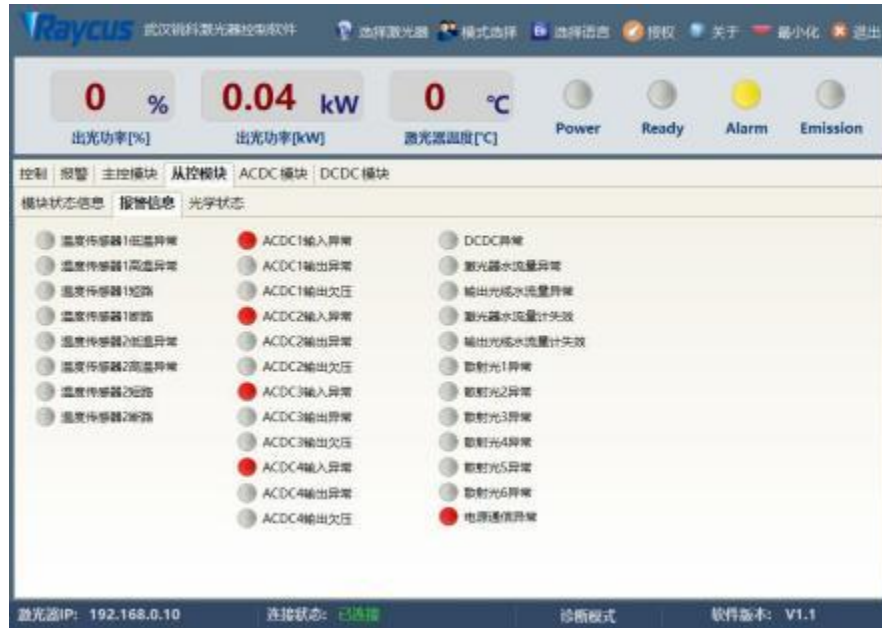 Raycus 武汉锐科激光器控制软件 选择激光器 模式选择 选择语言 授权 关于 最小化 退出
0 % 0.04 kW 0 ℃
出光功率[%] 出光功率[kW] 激光器温度[℃] Power Ready Alarm Emission
控制 报警 主控模块 从控模块 ACDC模块 DCDC模块
模块状态信息 报警信息 光学状态
温度传感器1低温异常 ACDC1输入异常 DCDC异常
温度传感器1高温异常 ACDC1输出异常 激光器水流量异常
温度传感器1短路 ACDC1输出欠压 输出光缆水流量异常
温度传感器1断路 ACDC2输入异常 激光器水流量计失效
温度传感器2低温异常 ACDC2输出异常 输出光缆水流量计失效
温度传感器2高温异常 ACDC2输出欠压 散射光1异常
温度传感器2短路 ACDC3输入异常 散射光2异常
温度传感器2断路 ACDC3输出异常 散射光3异常
ACDC3输出欠压 散射光4异常
ACDC4输入异常 散射光5异常
ACDC4输出异常 散射光6异常
ACDC4输出欠压 电源通信异常
激光器IP: 192.168.0.10 连接状态: 已连接 诊断模式 软件版本: V1.1